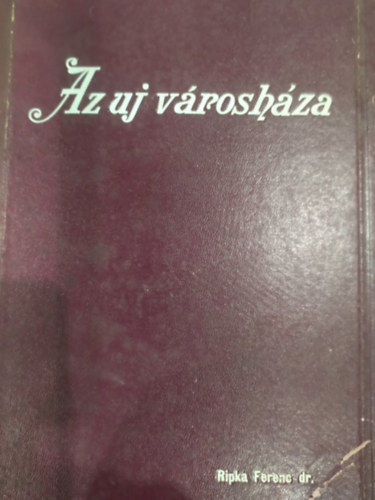 Az uj városháza
Ripka Ferenc dr.